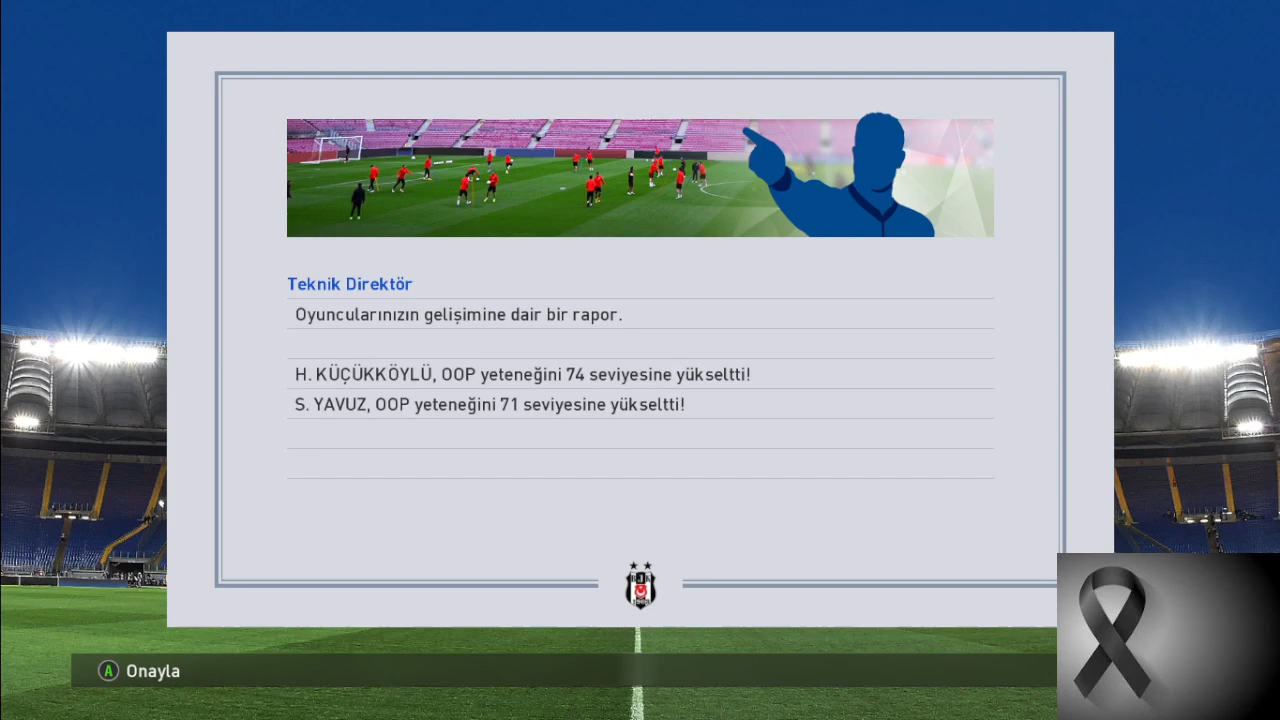 Teknik Direktör
Oyuncularınızın gelişimine dair bir rapor.
H. KÜÇÜKKÖYLÜ, OOP yeteneğini 74 seviyesine yükseltti!
S. YAVUZ, OOP yeteneğini 71 seviyesine yükseltti!
A Onayla